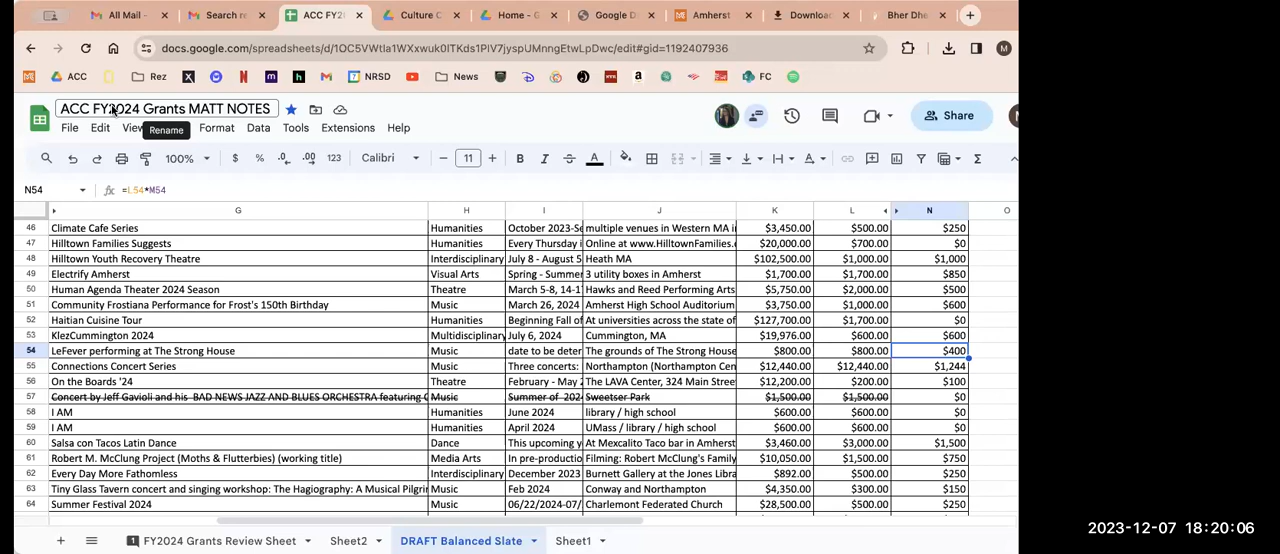 All Mail - Search re ACC FY2 Culture C Home - G Google D Amherst Downloa Bher Dhe
docs.google.com/spreadsheets/d/1OC5VWtla1WXxwuk0ITKds1PIV7jyspUMnngEtwLpDwc/edit#gid=1192407936
ACC Rez NRSD News FC
ACC FY2024 Grants MATT NOTES
Share
File Edit View Format Data Tools Extensions Help
Rename
100% $ % .0 .00 123 Calibri 11 B I A
N54 fx =L54*M54
G H I J K L N O
46 Climate Cafe Series Humanities October 2023-Se multiple venues in Western MA i $3,450.00 $500.00 $250
47 Hilltown Families Suggests Humanities Every Thursday i Online at www.HilltownFamilies. $20,000.00 $700.00 $0
48 Hilltown Youth Recovery Theatre Interdisciplinary July 8 - August 5 Heath MA $102,500.00 $1,000.00 $1,000
49 Electrify Amherst Visual Arts Spring - Summer 3 utility boxes in Amherst $1,700.00 $1,700.00 $850
50 Human Agenda Theater 2024 Season Theatre March 5-8, 14-1 Hawks and Reed Performing Arts $5,750.00 $2,000.00 $500
51 Community Frostiana Performance for Frost's 150th Birthday Music March 26, 2024 Amherst High School Auditorium $3,750.00 $1,000.00 $600
52 Haitian Cuisine Tour Humanities Beginning Fall of At universities across the state of $127,700.00 $1,700.00 $0
53 KlezCummington 2024 Multidisciplinary July 6, 2024 Cummington, MA $19,976.00 $600.00 $600
54 LeFever performing at The Strong House Music date to be deter The grounds of The Strong House $800.00 $800.00 $400
55 Connections Concert Series Music Three concerts: Northampton (Northampton Cen $12,440.00 $12,440.00 $1,244
56 On the Boards '24 Theatre February - May 2 The LAVA Center, 324 Main Stree $12,200.00 $200.00 $100
57 Concert by Jeff Gavioli and his BAD NEWS JAZZ AND BLUES ORCHESTRA featuring Music Summer of 202 Sweetser Park $1,500.00 $1,500.00 $0
58 I AM Humanities June 2024 library / high school $600.00 $600.00 $0
59 I AM Humanities April 2024 UMass / library / high school $600.00 $600.00 $0
60 Salsa con Tacos Latin Dance Dance This upcoming y At Mexcalito Taco bar in Amherst $3,460.00 $3,000.00 $1,500
61 Robert M. McClung Project (Moths & Flutterbies) (working title) Media Arts In pre-productio Filming: Robert McClung's Family $10,050.00 $1,500.00 $750
62 Every Day More Fathomless Interdisciplinary December 2023 Burnett Gallery at the Jones Libra $892.00 $500.00 $250
63 Tiny Glass Tavern concert and singing workshop: The Hagiography: A Musical Pilgri Music Feb 2024 Conway and Northampton $4,350.00 $300.00 $150
64 Summer Festival 2024 Music 06/22/2024-07/ Charlemont Federated Church $28,500.00 $500.00 $250
1 FY2024 Grants Review Sheet Sheet2 DRAFT Balanced Slate Sheet1
2023-12-07 18:20:06